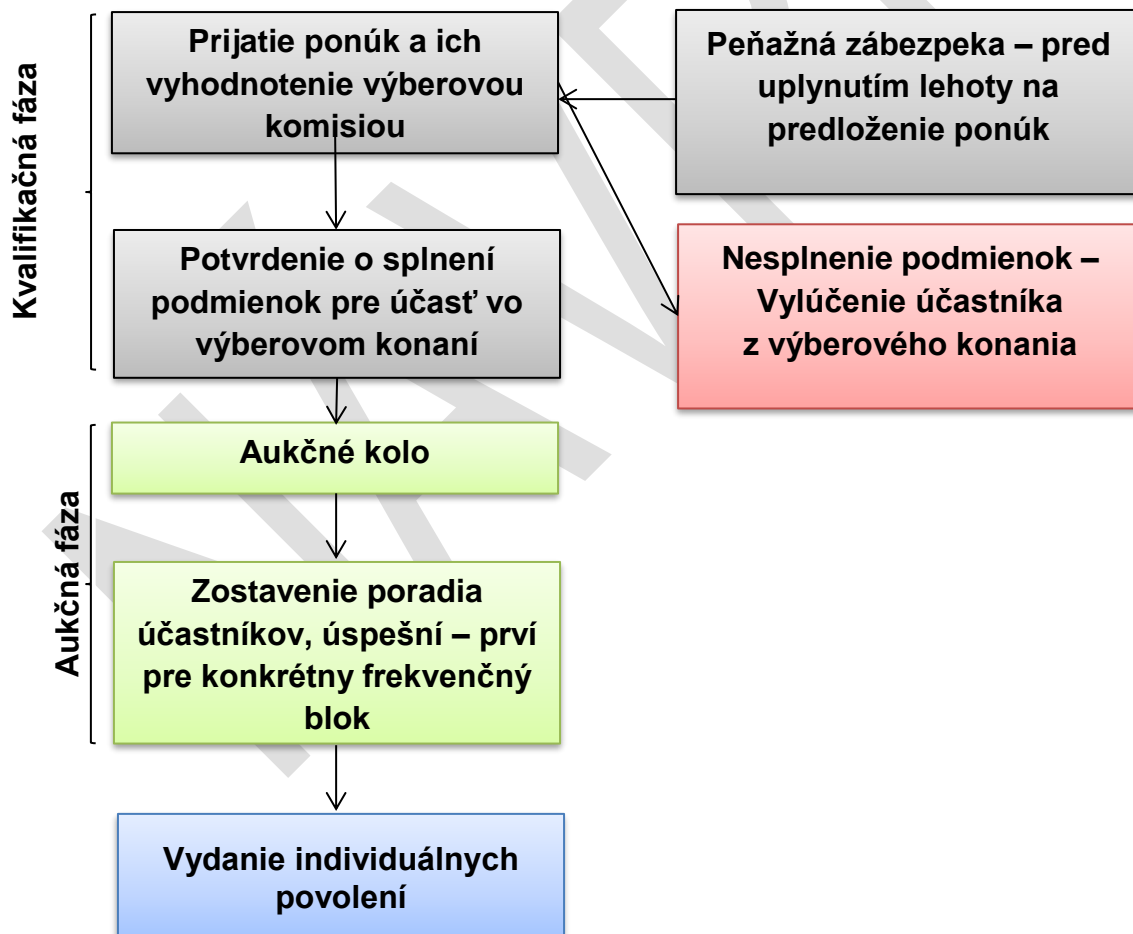 Kvalifikačná fáza
Prijatie ponúk a ich
vyhodnotenie výberovou
komisiou
Peňažná zábezpeka – pred
uplynutím lehoty na
predloženie ponúk
Potvrdenie o splnení
podmienok pre účasť vo
výberovom konaní
Nesplnenie podmienok –
Vylúčenie účastníka
z výberového konania
Aukčná fáza
Aukčné kolo
Zostavenie poradia
účastníkov, úspešní – prví
pre konkrétny frekvenčný
blok
Vydanie individuálnych
povolení